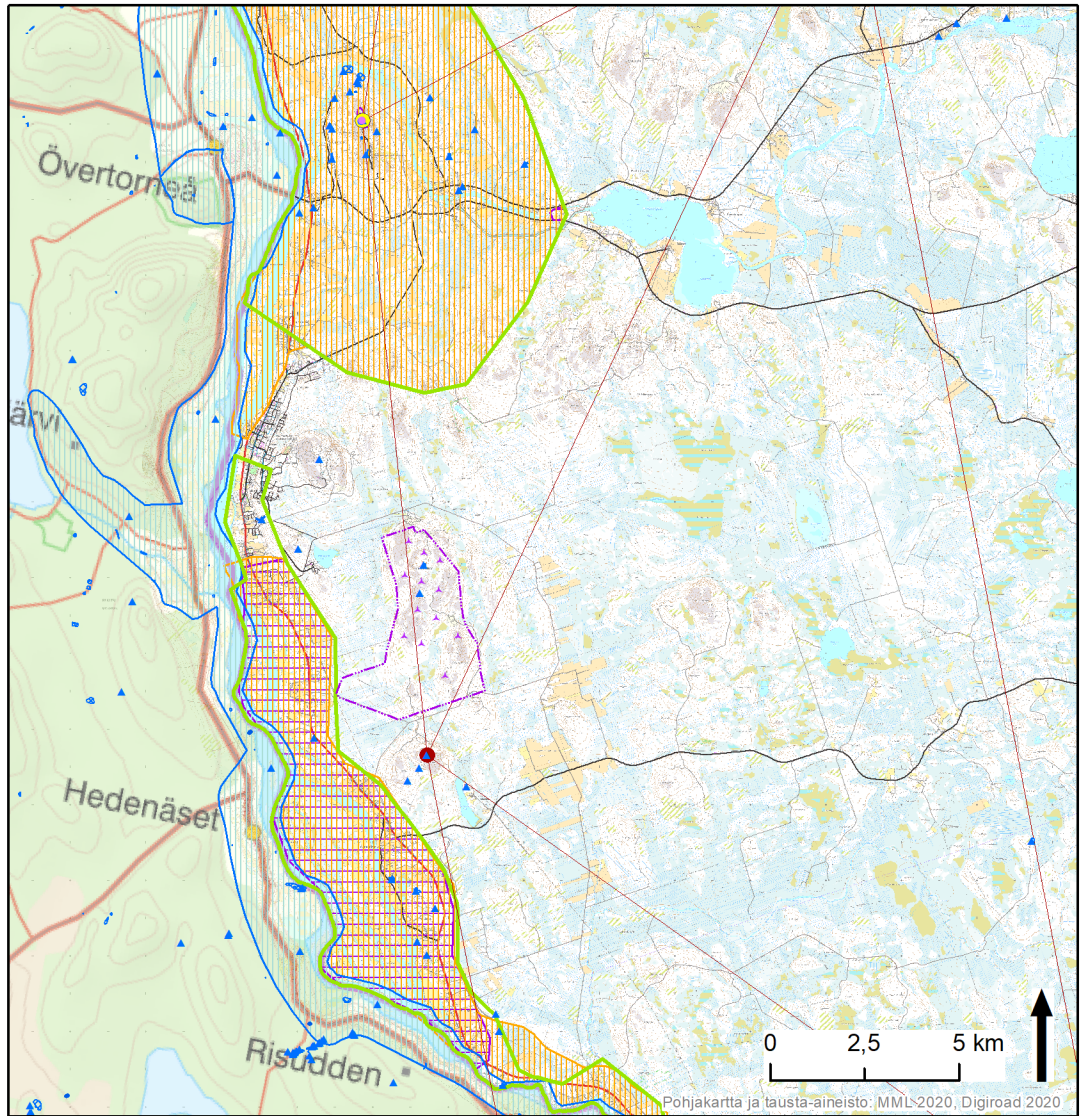 Övertorneå
ärvi
Hedenäset
Risudden
0 2,5 5 km
Pohjakartta ja tausta-aineisto: MML 2020, Digiroad 2020